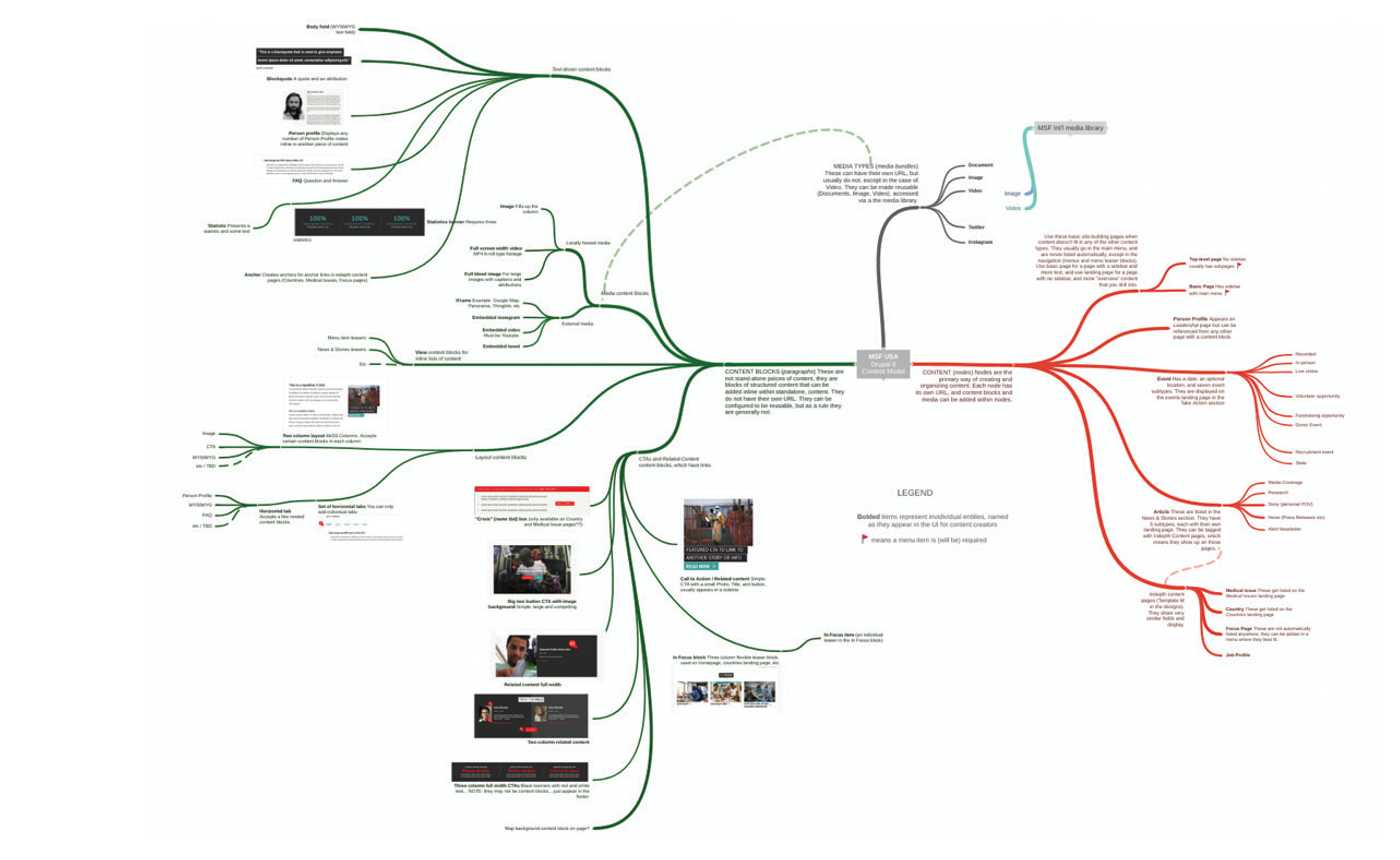 Body field (WYSIWYG
text field)
Blockquote A quote and an attribution
Person profile Displays any
number of Person Profile nodes
inline in another piece of content
FAQ Question and Answer
100%
100%
100%
Statistics banner Requires three
statistics
Statistic Presents a
statistic and some text
Anchor Creates anchors for anchor links in indepth content
pages (Countries, Medical Issues, Focus pages)
Text-driven content blocks
Image Fills up the
column
Full screen width video
MP4 b-roll type footage
Full bleed image For large
images with captions and
attributions
Locally hosted media
Media content blocks
IFrame Example: Google Map,
Panorama, Thinglink, etc
Embedded instagram
Embedded video
Must be Youtube
Embedded tweet
External media
Menu item teasers
News & Stories teasers
Etc
View content blocks for
inline lists of content
Two column layout 66/33 Columns. Accepts
certain content blocks in each column
Image
CTA
WYSIWYG
etc / TBD
Layout content blocks
Person Profile
WYSIWYG
FAQ
etc / TBD
Horizontal tab
Accepts a few nested
content blocks.
Set of horizontal tabs You can only
add individual tabs
CTAs and Related Content
content blocks, which have links
"Crisis" (name tbd) box (only available on Country
and Medical Issue pages??)
Big two button CTA with image
background Simple, large and compelling
Related content full width
Two column related content
Three column full width CTAs Black banners with red and white
text... NOTE: they may not be content blocks... just appear in the
footer
'Map background content block on page?'
FEATURED CTA TO LINK TO
ANOTHER STORY OR INFO
READ NOW >
Call to Action / Related content Simple
CTA with a small Photo, Title, and button,
usually appears in a sidebar
In Focus item (an individual
teaser in the In Focus block)
In Focus block Three column flexible teaser block,
used on homepage, countries landing page, etc
CONTENT BLOCKS (paragraphs) These are
not stand-alone peices of content, they are
blocks of structured content that can be
added inline within standalone, content. They
do not have their own URL. They can be
configured to be reusable, but as a rule they
are generally not.
MSF USA
Drupal 8
Content Model
MEDIA TYPES (media bundles)
These can have their own URL, but
usually do not, except in the case of
Video. They can be made reusable
(Documents, Image, Video), accessed
via a the media library.
Document
Image
Video
Twitter
Instagram
MSF Int'l media library
Image
Video
CONTENT (nodes) Nodes are the
primary way of creating and
organizing content. Each node has
its own URL, and content blocks and
media can be added within nodes.
Use these basic site-building pages when
content doesn't fit in any of the other content
types. They usually go in the main menu, and
are never listed automatically, except in the
navigation (menus and menu teaser blocks).
Use basic page for a page with a sidebar and
more text, and use landing page for a page
with no sidebar, and more "overview" content
that you drill into.
Top-level page No sidebar,
usually has subpages
Basic Page Has sidebar
with main menu
Person Profile Appears on
Leadership page but can be
referenced from any other
page with a content block
Event Has a date, an optional
location, and seven event
subtypes. They are displayed on
the events landing page in the
Take Action section
Recorded
In-person
Live online
Volunteer opportunity
Fundraising opportunity
Donor Event
Recruitment event
State
Article These are listed in the
News & Stories section. They have
5 subtypes, each with their own
landing page. They can be tagged
with Indepth Content pages, which
means they show up on those
pages.
Media Coverage
Research
Story (personal POV)
News (Press Releases etc)
Alert Newsletter
Indepth content
pages (Template M
in the designs).
They share very
similar fields and
display.
Medical Issue These get listed on the
Medical Issues landing page
Country These get listed on the
Countries landing page
Focus Page These are not automatically
listed anywhere, they can be added in a
menu where they best fit.
Job Profile
LEGEND
Bolded items represent invidividual entities, named
as they appear in the UI for content creators
means a menu item is (will be) required